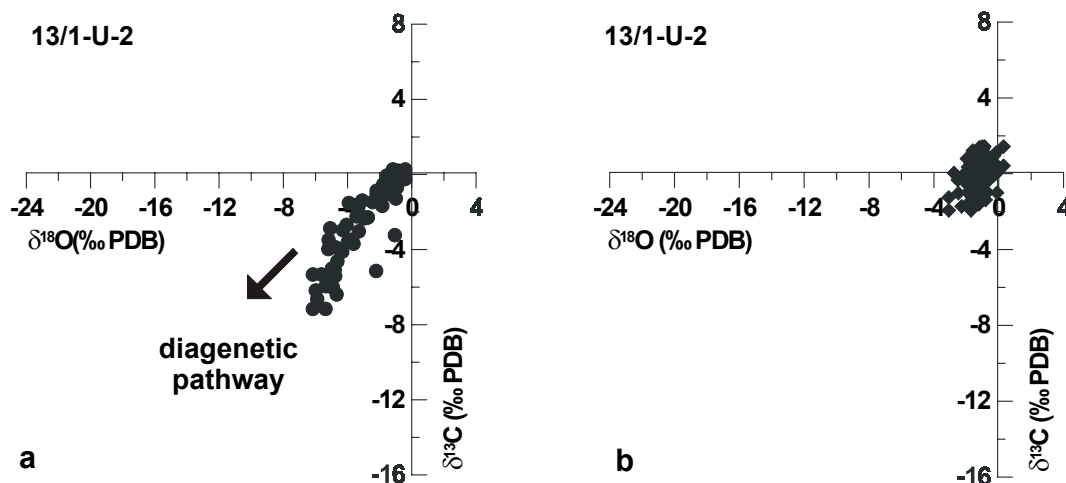 13/1-U-2
8
4
-24 -20 -16 -12 -8 -4 0 4
δ¹⁸O(‰ PDB)
-4
-8
-12
-16
δ¹³C (‰ PDB)
diagenetic
pathway
a
13/1-U-2
8
4
-24 -20 -16 -12 -8 -4 0 4
δ¹⁸O (‰ PDB)
-4
-8
-12
-16
δ¹³C (‰ PDB)
b